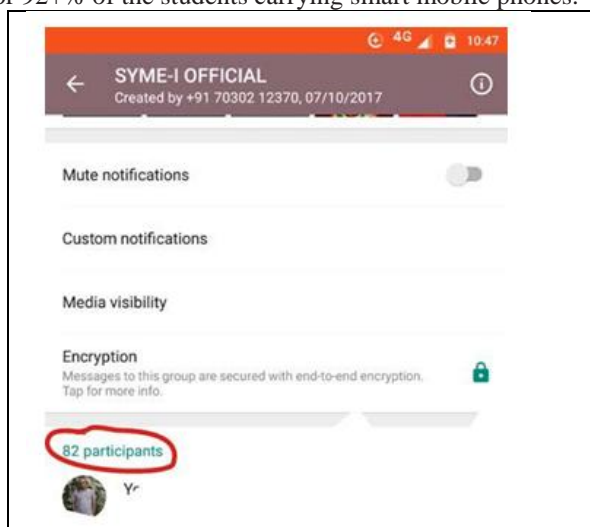 or 92+% of the students carrying smart mobile phones.
4G 10:47
SYME-I OFFICIAL
Created by +91 70302 12370, 07/10/2017
Mute notifications
Custom notifications
Media visibility
Encryption
Messages to this group are secured with end-to-end encryption.
Tap for more info.
82 participants